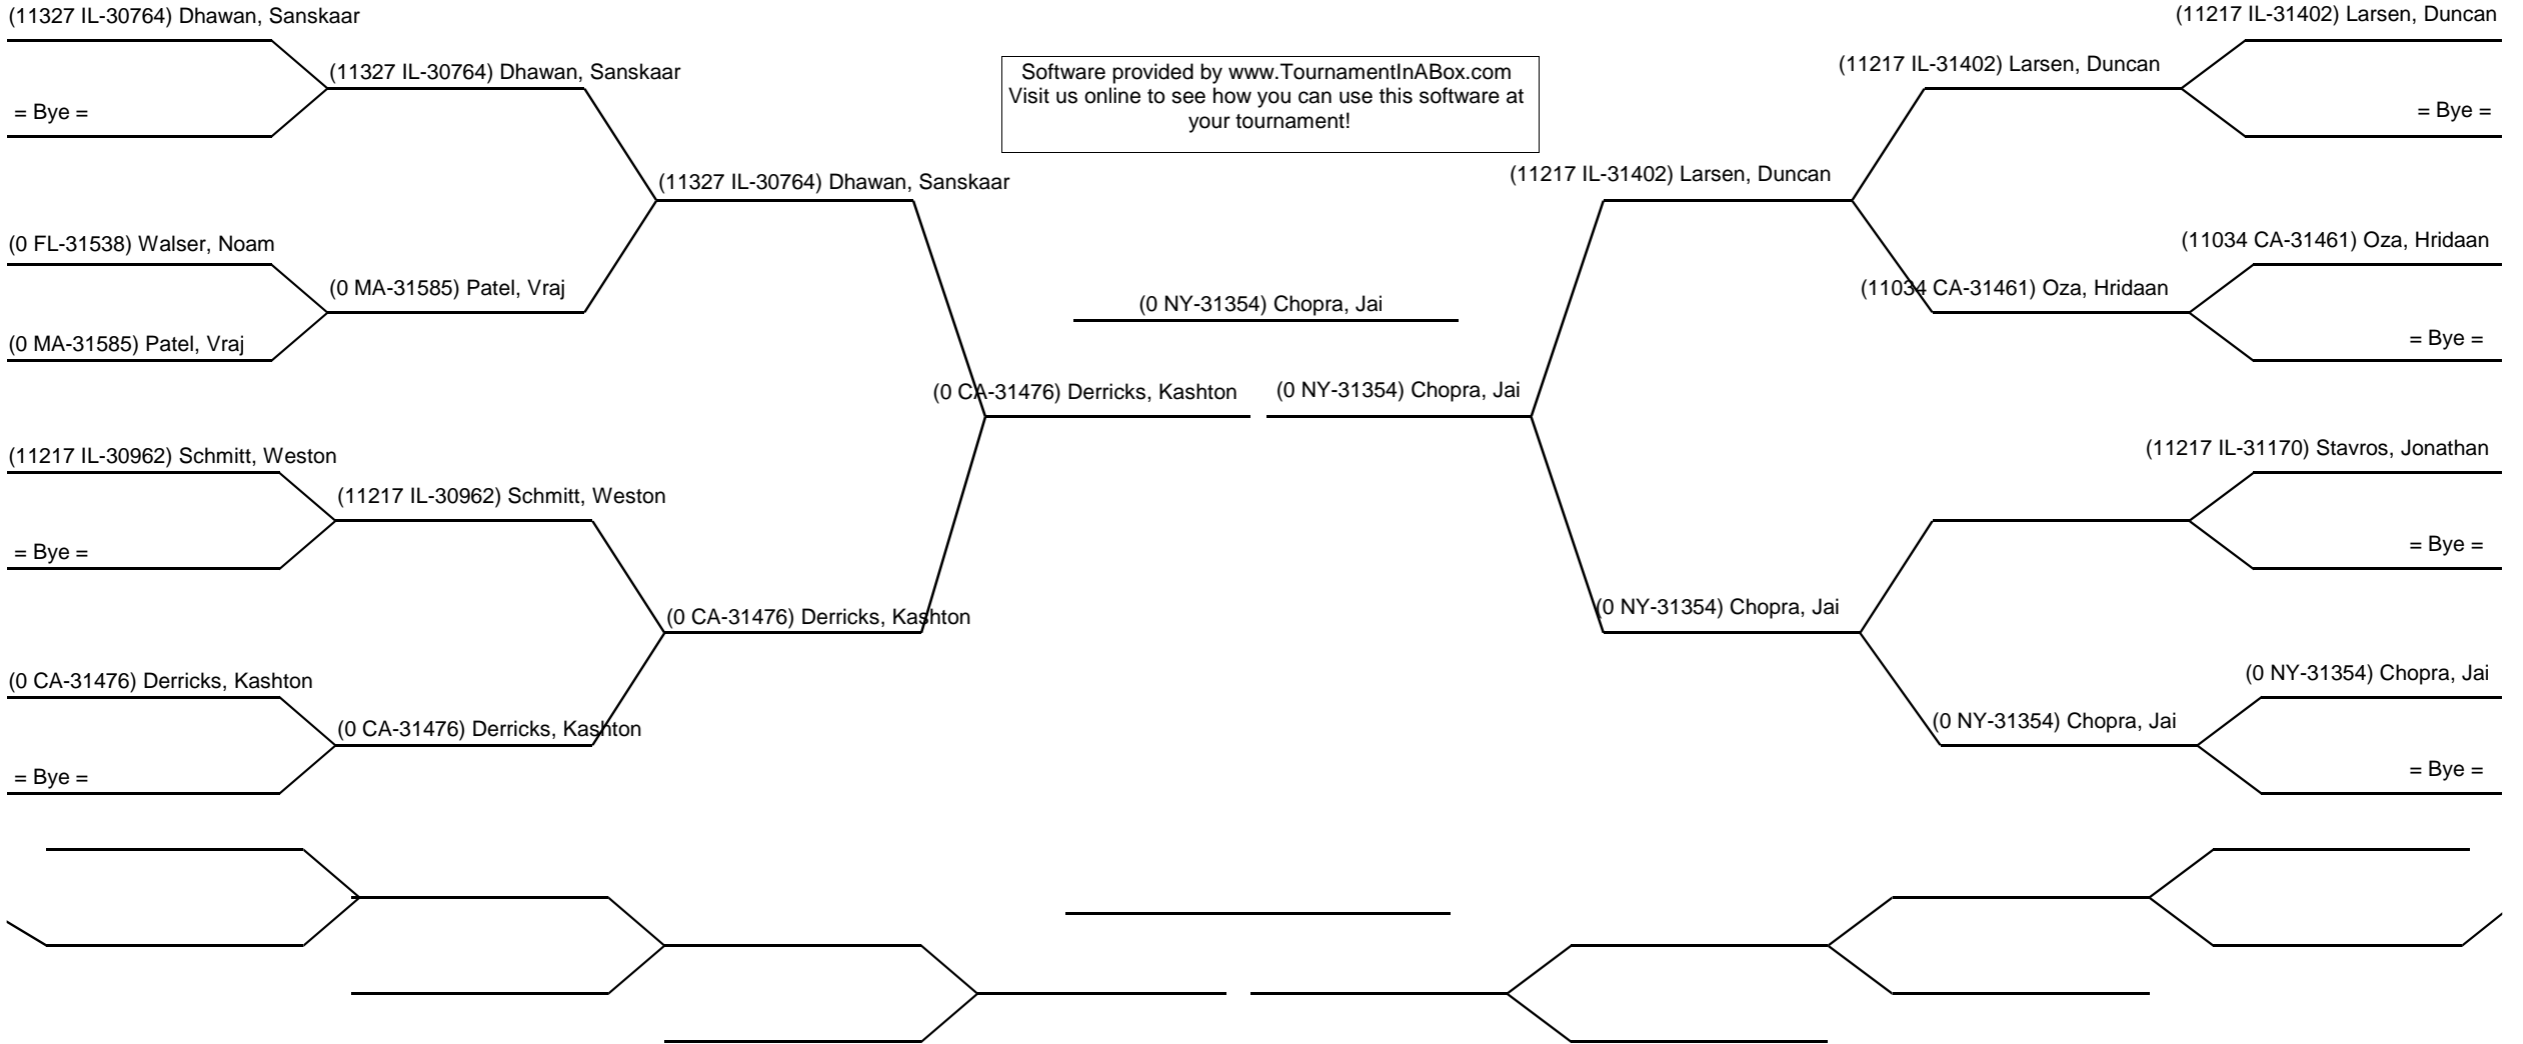 (11327 IL-30764) Dhawan, Sanskaar
(11217 IL-31402) Larsen, Duncan
(11327 IL-30764) Dhawan, Sanskaar
Software provided by www.TournamentInABox.com
Visit us online to see how you can use this software at
your tournament!
(11217 IL-31402) Larsen, Duncan
= Bye =
= Bye =
(11327 IL-30764) Dhawan, Sanskaar
(11217 IL-31402) Larsen, Duncan
(0 FL-31538) Walser, Noam
(11034 CA-31461) Oza, Hridaan
(0 MA-31585) Patel, Vraj
(0 NY-31354) Chopra, Jai
(11034 CA-31461) Oza, Hridaan
(0 MA-31585) Patel, Vraj
= Bye =
(0 CA-31476) Derricks, Kashton
(0 NY-31354) Chopra, Jai
(11217 IL-30962) Schmitt, Weston
(11217 IL-31170) Stavros, Jonathan
(11217 IL-30962) Schmitt, Weston
= Bye =
= Bye =
(0 CA-31476) Derricks, Kashton
(0 NY-31354) Chopra, Jai
(0 CA-31476) Derricks, Kashton
(0 NY-31354) Chopra, Jai
(0 CA-31476) Derricks, Kashton
(0 NY-31354) Chopra, Jai
= Bye =
= Bye =